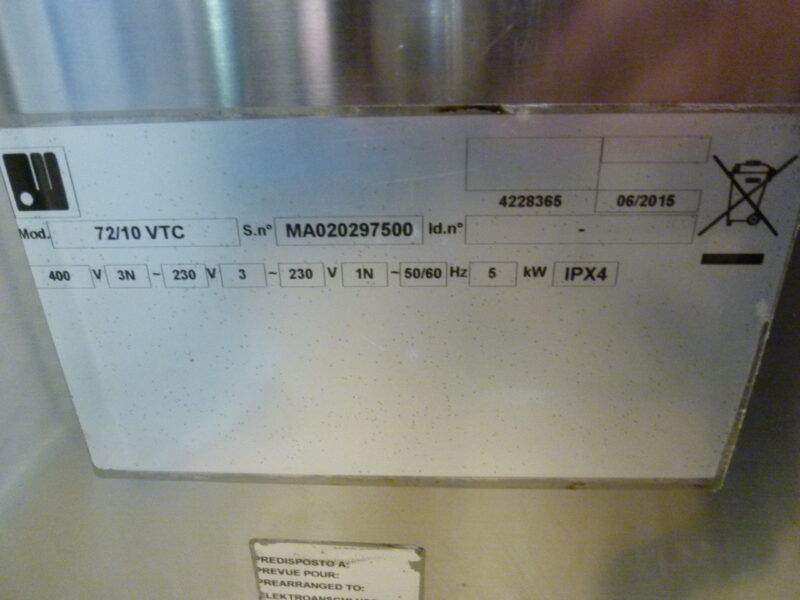 4228365 06/2015
Mod. 72/10 VTC S.n° MA020297500 Id.n° -
400 V 3N ~ 230 V 3 ~ 230 V 1N ~ 50/60 Hz 5 kW IPX4
PREDISPOSTO A:
PREVUE POUR:
PREARRANGED TO: